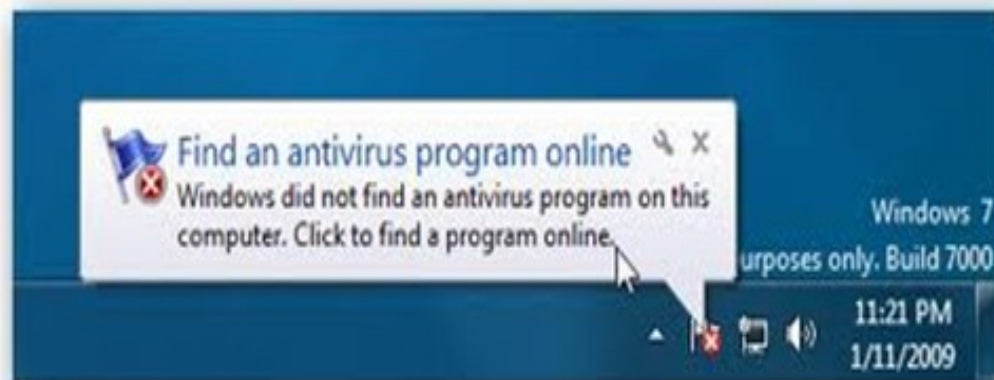 Find an antivirus program online
Windows did not find an antivirus program on this
computer. Click to find a program online.
Windows 7
urposes only. Build 7000
11:21 PM
1/11/2009